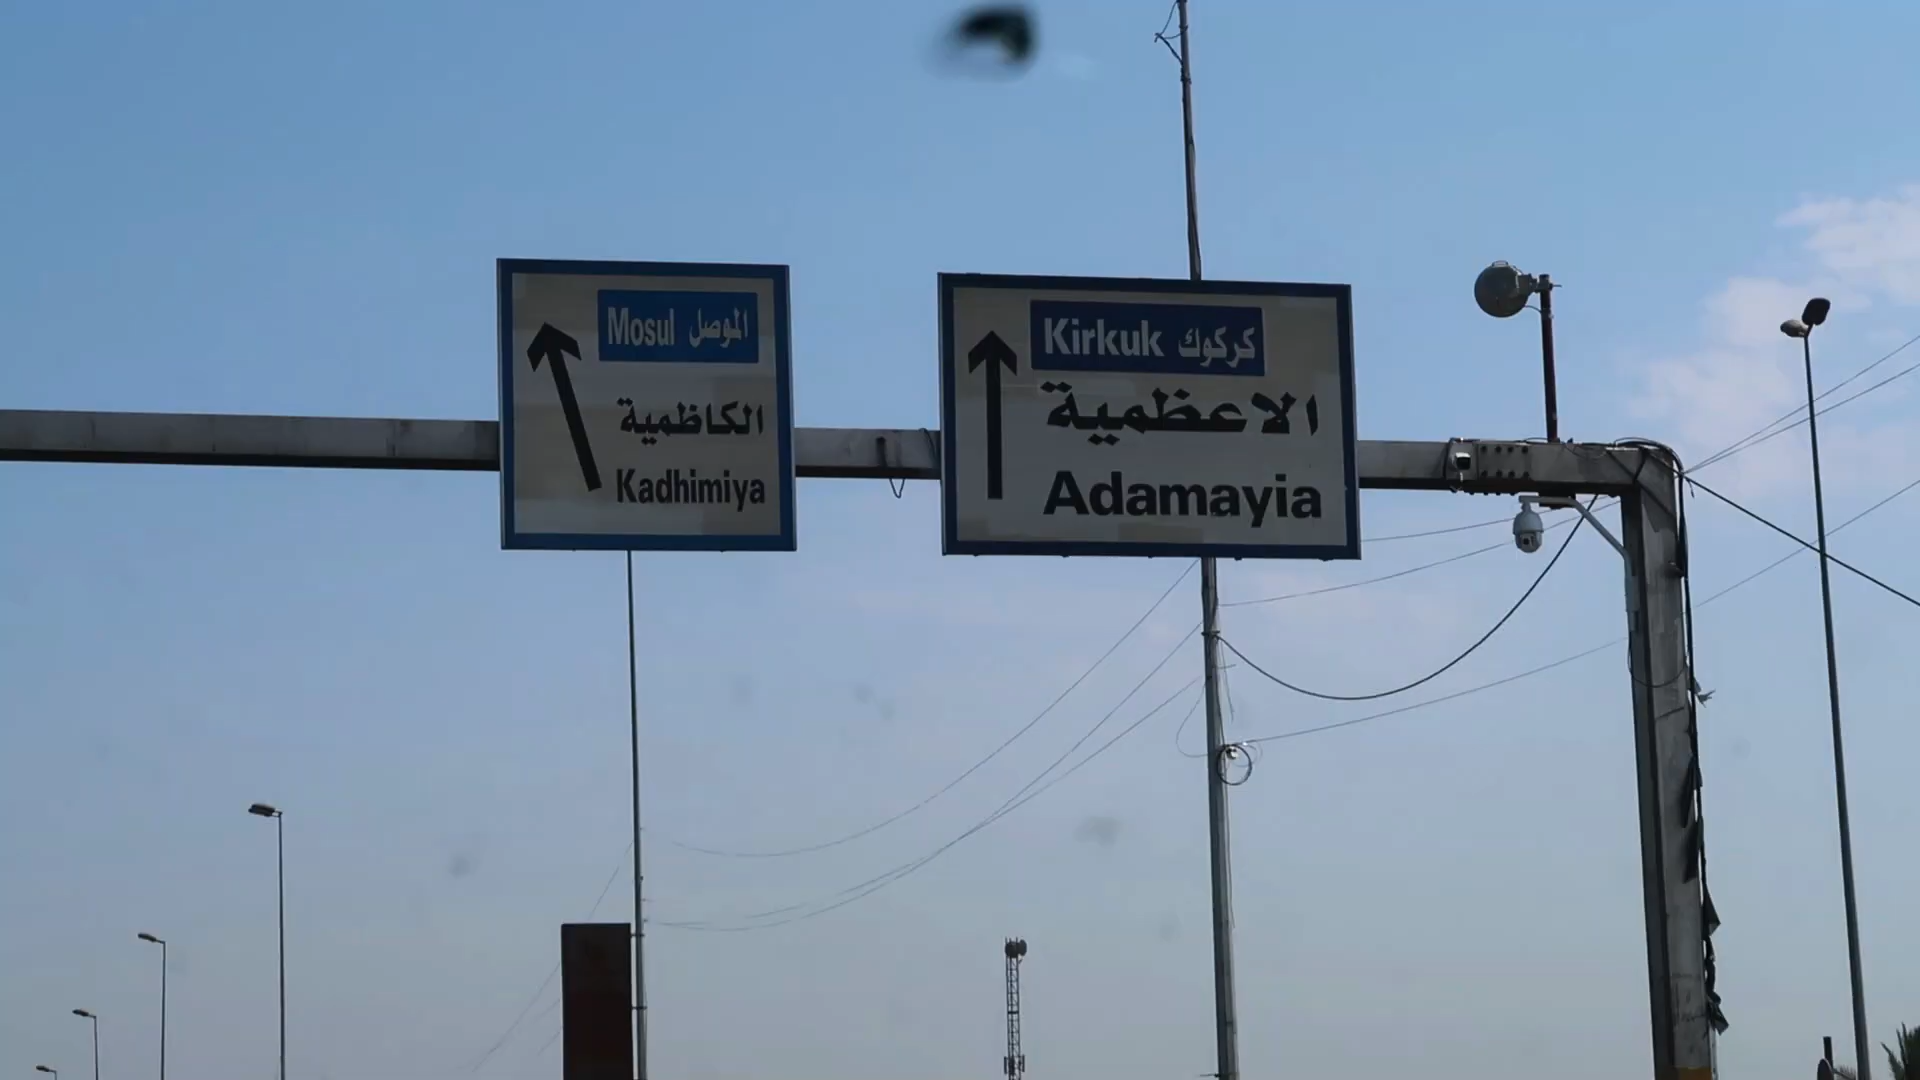 Mosul الموصل
الكاظمية
Kadhimiya
Kirkuk كركوك
الاعظمية
Adamayia